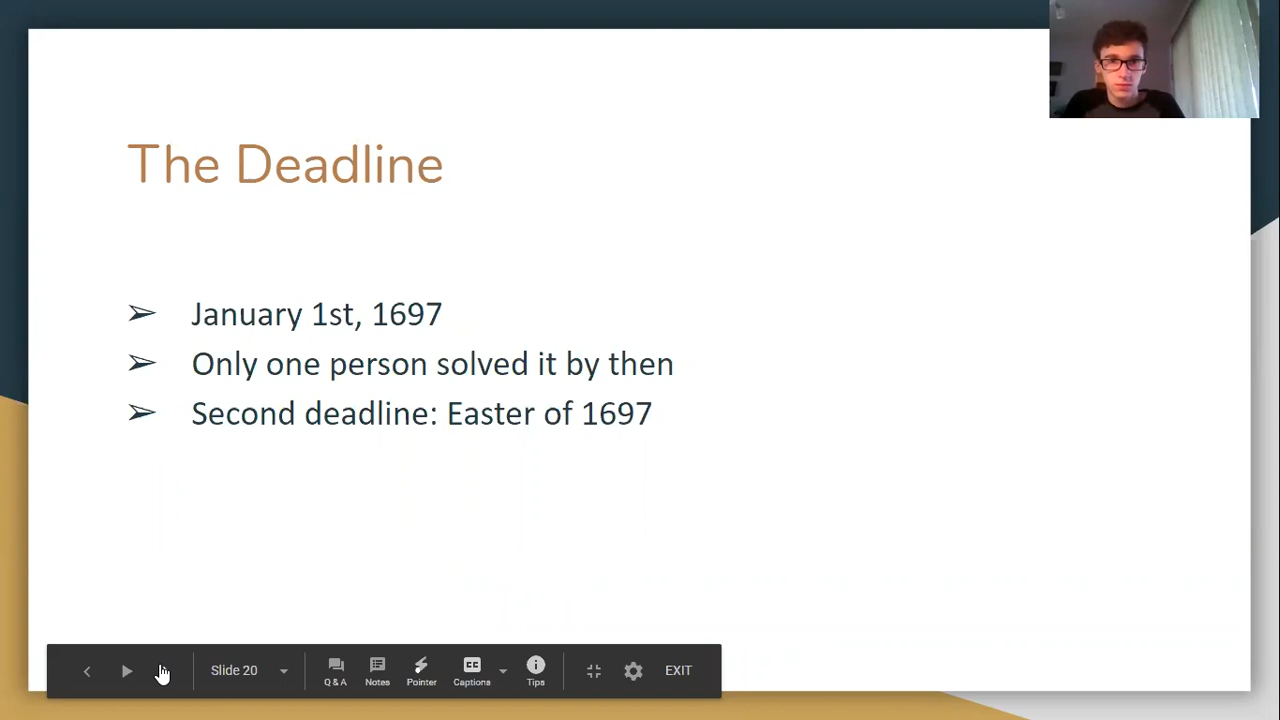 The Deadline
➢ January 1st, 1697
➢ Only one person solved it by then
➢ Second deadline: Easter of 1697
Slide 20 Q & A Notes Pointer Captions Tips EXIT